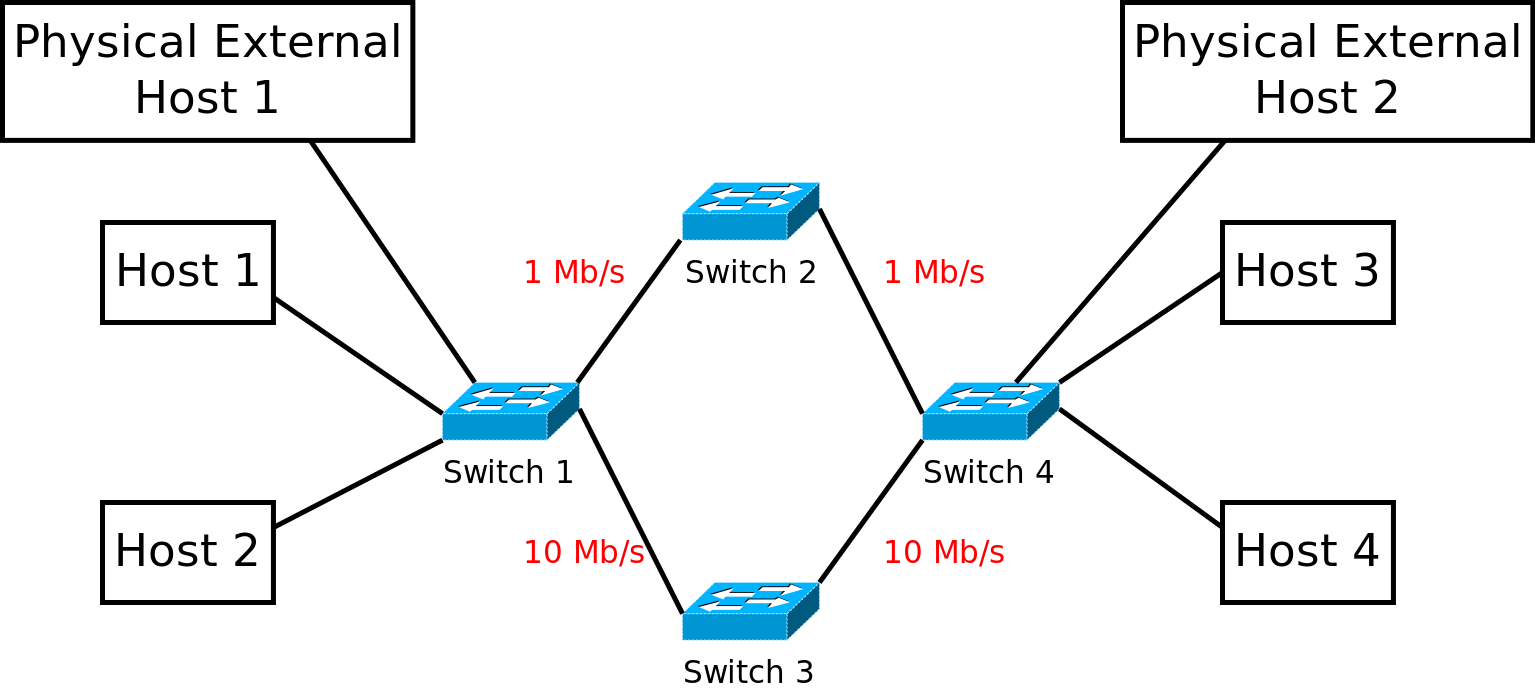 Physical External
Host 1
Physical External
Host 2
Host 1
1 Mb/s
Switch 2
1 Mb/s
Host 3
Switch 1
Switch 4
Host 2
10 Mb/s
10 Mb/s
Host 4
Switch 3